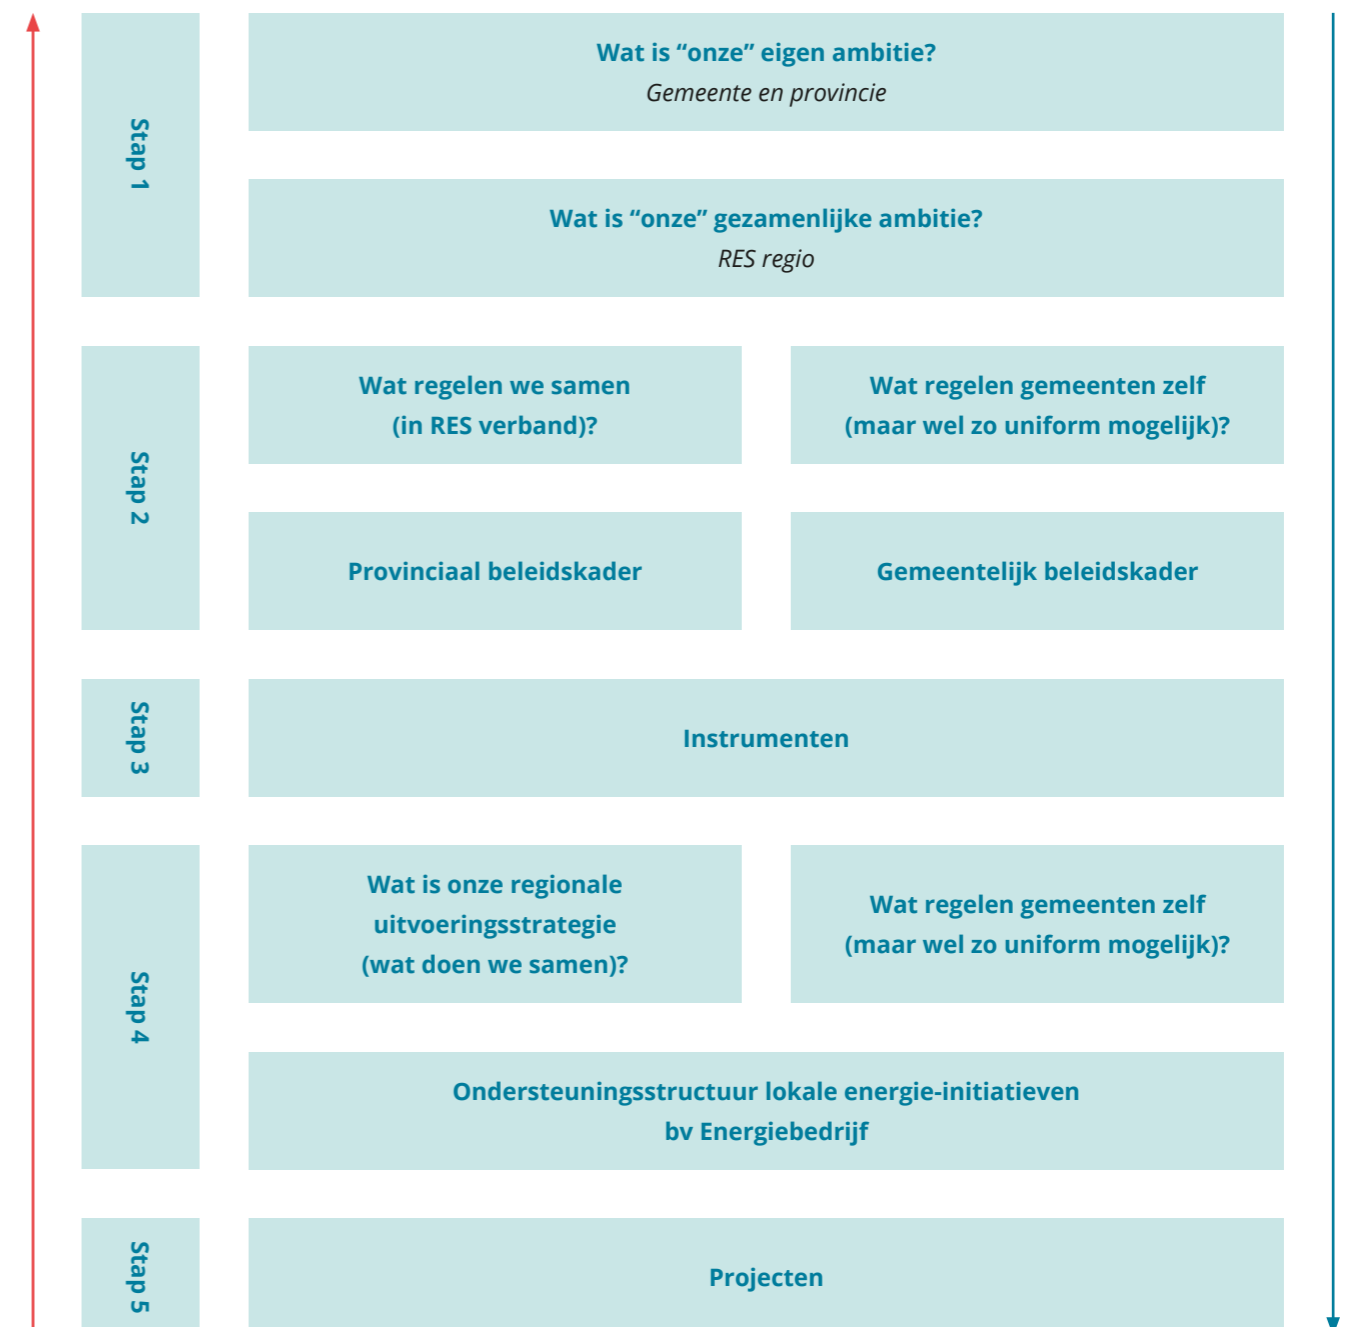 Stap 1
Wat is “onze” eigen ambitie?
Gemeente en provincie
Wat is “onze” gezamenlijke ambitie?
RES regio
Stap 2
Wat regelen we samen
(in RES verband)?
Wat regelen gemeenten zelf
(maar wel zo uniform mogelijk)?
Provinciaal beleidskader
Gemeentelijk beleidskader
Stap 3
Instrumenten
Stap 4
Wat is onze regionale
uitvoeringsstrategie
(wat doen we samen)?
Wat regelen gemeenten zelf
(maar wel zo uniform mogelijk)?
Ondersteuningsstructuur lokale energie-initiatieven
bv Energiebedrijf
Stap 5
Projecten